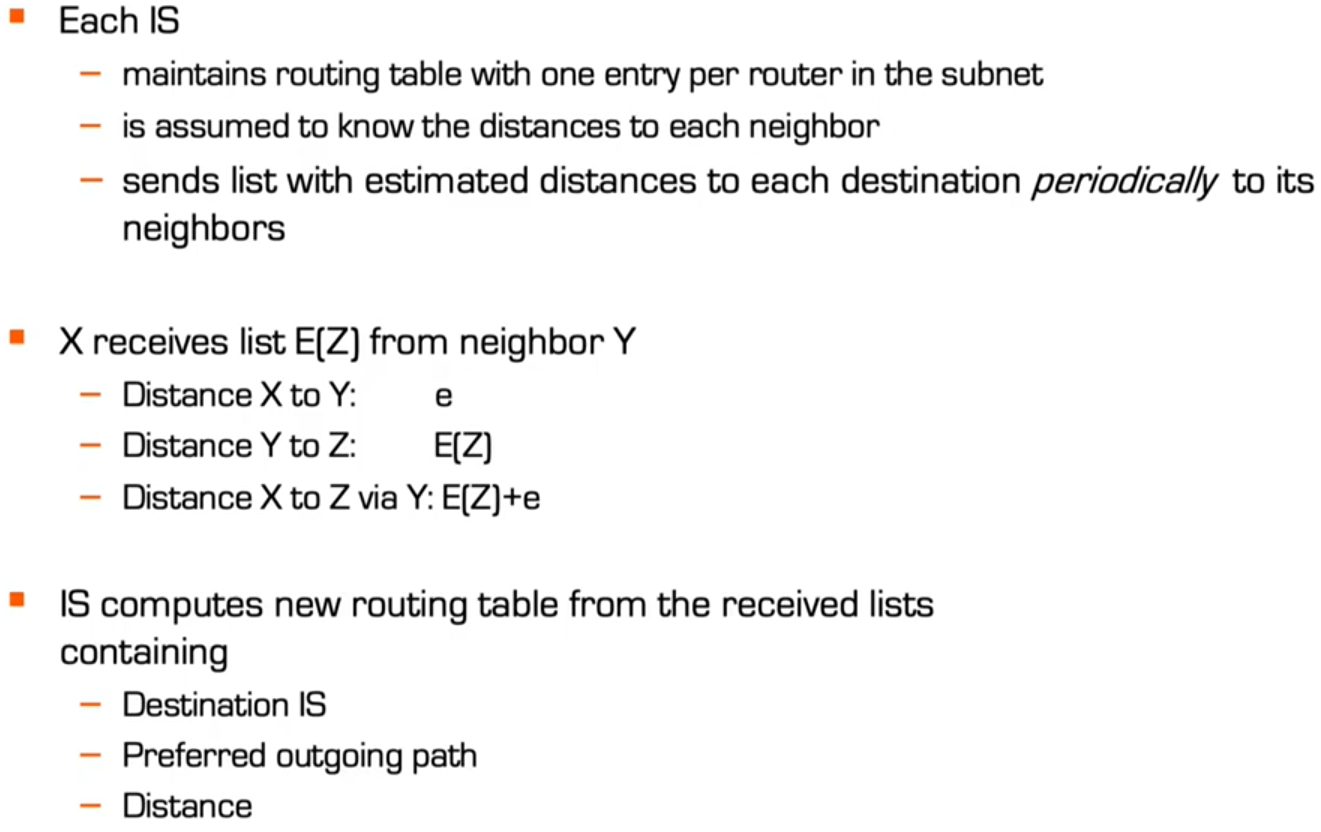 ▪ Each IS
– maintains routing table with one entry per router in the subnet
– is assumed to know the distances to each neighbor
– sends list with estimated distances to each destination periodically to its
neighbors
▪ X receives list E(Z) from neighbor Y
– Distance X to Y: e
– Distance Y to Z: E(Z)
– Distance X to Z via Y: E(Z)+e
▪ IS computes new routing table from the received lists
containing
– Destination IS
– Preferred outgoing path
– Distance